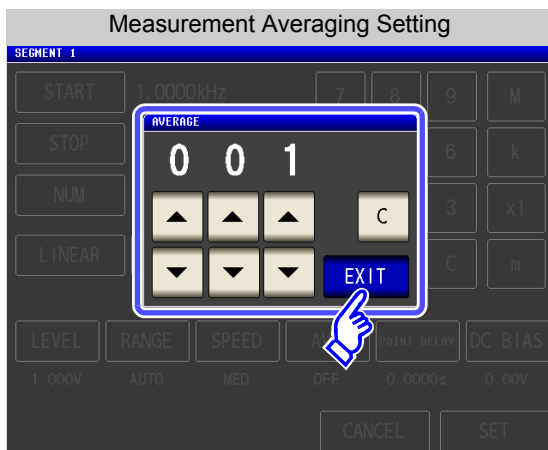 Measurement Averaging Setting
SEGMENT 1
START 1.0000kHz 7 8 9 M
AVERAGE
STOP 6 k
0 0 1
NUM 3 x1
C
LINEAR C m
EXIT
LEVEL RANGE SPEED POINT DELAY DC BIAS
1.000V AUTO MED OFF 0.0000s 0.00V
CANCEL SET